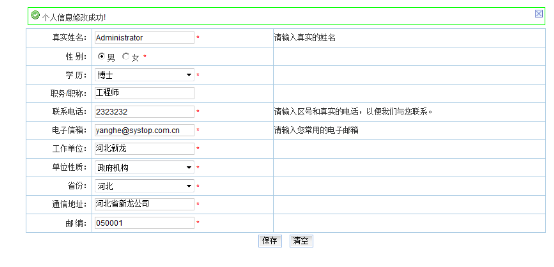 个人信息修改成功!
真实姓名： Administrator * 请输入真实的姓名
性 别： 男 女 *
学 历： 博士 *
职务/职称： 工程师
联系电话： 2323232 * 请输入区号和真实的电话，以便我们与您联系。
电子信箱： yanghe@systop.com.cn * 请输入您常用的电子邮箱
工作单位： 河北新龙 *
单位性质： 政府机构 *
省份： 河北 *
通信地址： 河北省新龙公司 *
邮 编： 050001 *
保存 清空